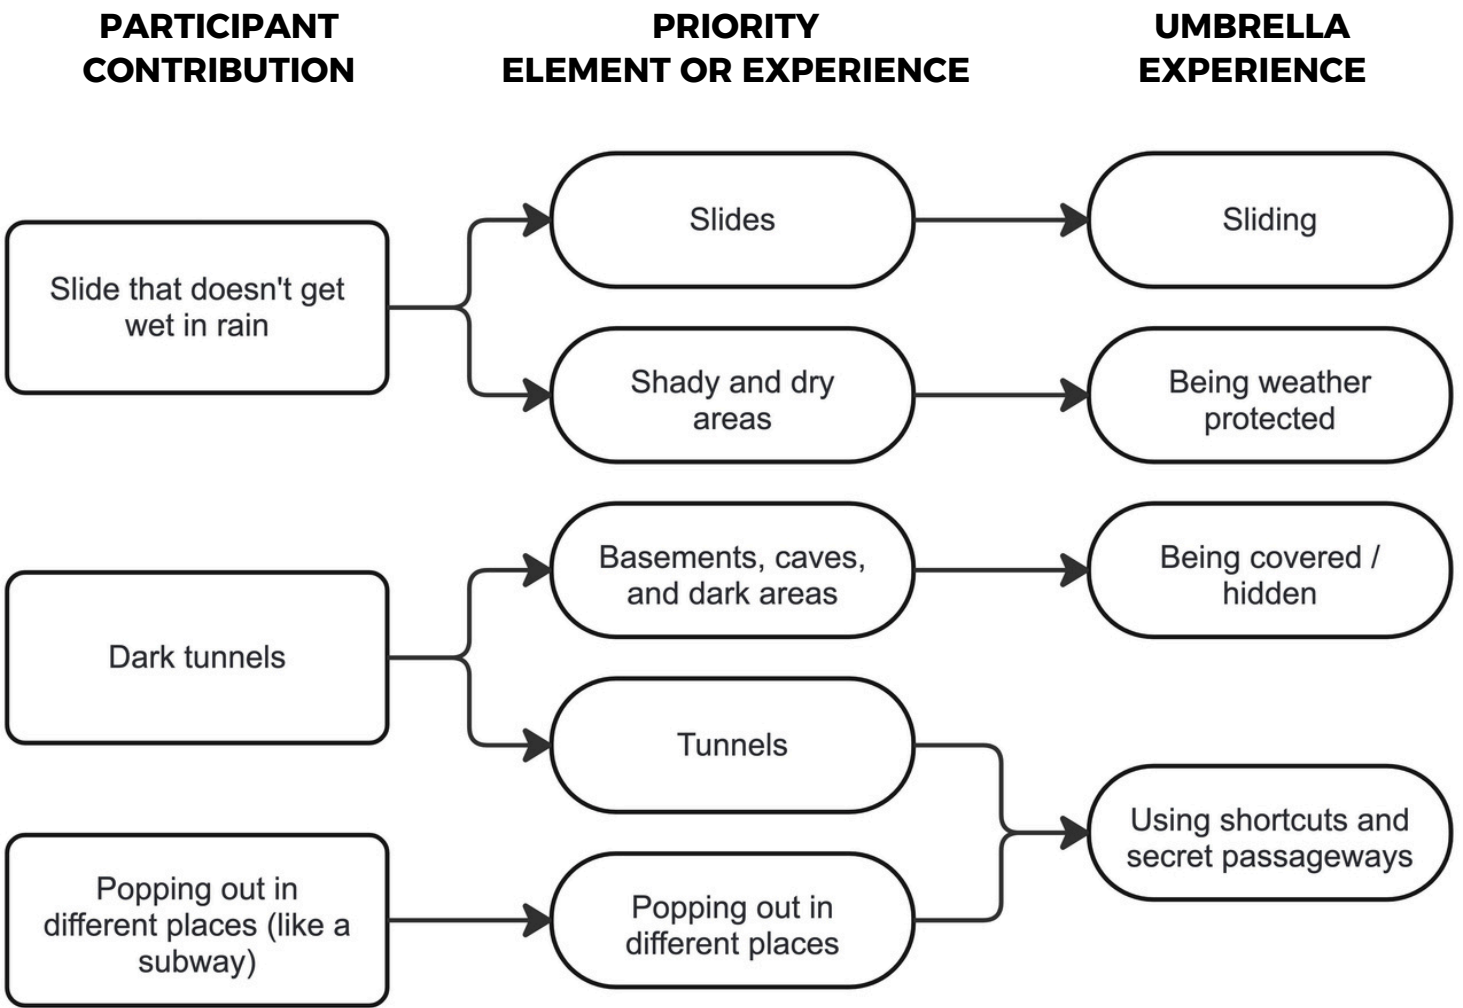 PARTICIPANT
CONTRIBUTION
PRIORITY
ELEMENT OR EXPERIENCE
UMBRELLA
EXPERIENCE
Slide that doesn't get
wet in rain
Slides
Sliding
Shady and dry
areas
Being weather
protected
Dark tunnels
Basements, caves,
and dark areas
Being covered /
hidden
Tunnels
Popping out in
different places (like a
subway)
Popping out in
different places
Using shortcuts and
secret passageways